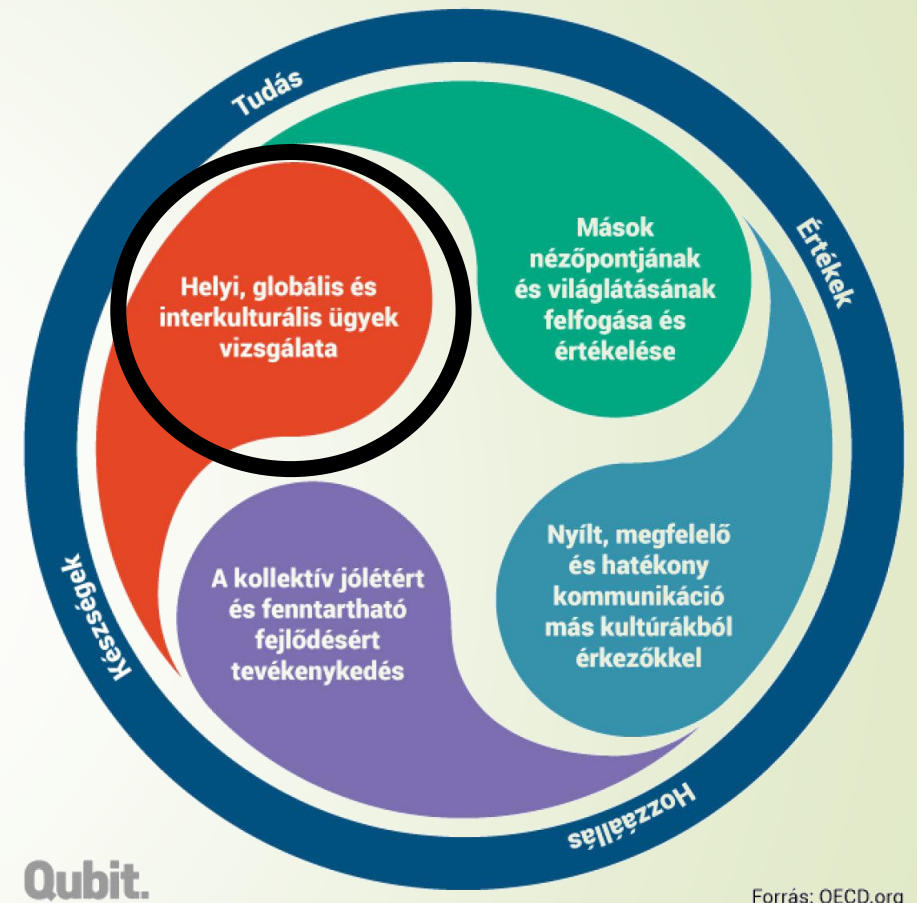 Tudás
Értékek
Helyi, globális és
interkulturális ügyek
vizsgálata
Mások
nézőpontjának
és világlátásának
felfogása és
értékelése
A kollektív jólétért
és fenntartható
fejlődésért
tevékenykedés
Nyílt, megfelelő
és hatékony
kommunikáció
más kultúrákból
érkezőkkel
Készségek
Hozzáállás
Qubit.
Forrás: OECD.org